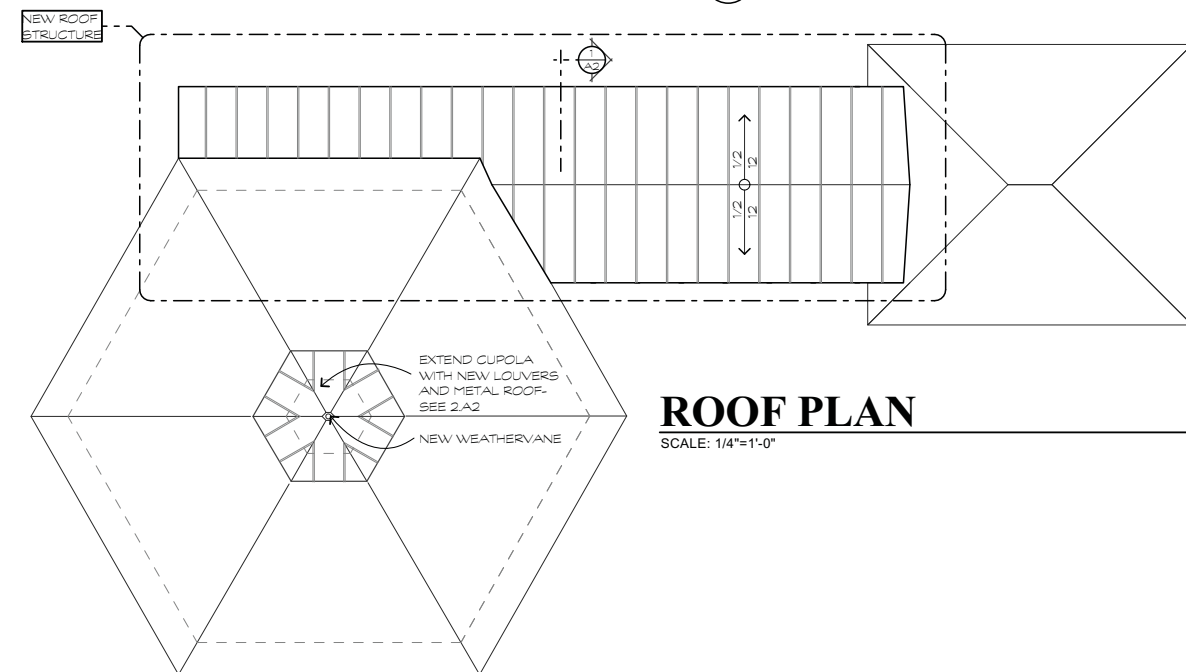 NEW ROOF
STRUCTURE
1
A2
1/2
12
1/2
12
EXTEND CUPOLA
WITH NEW LOUVERS
AND METAL ROOF-
SEE 2.A2
NEW WEATHERVANE
ROOF PLAN
SCALE: 1/4"=1'-0"